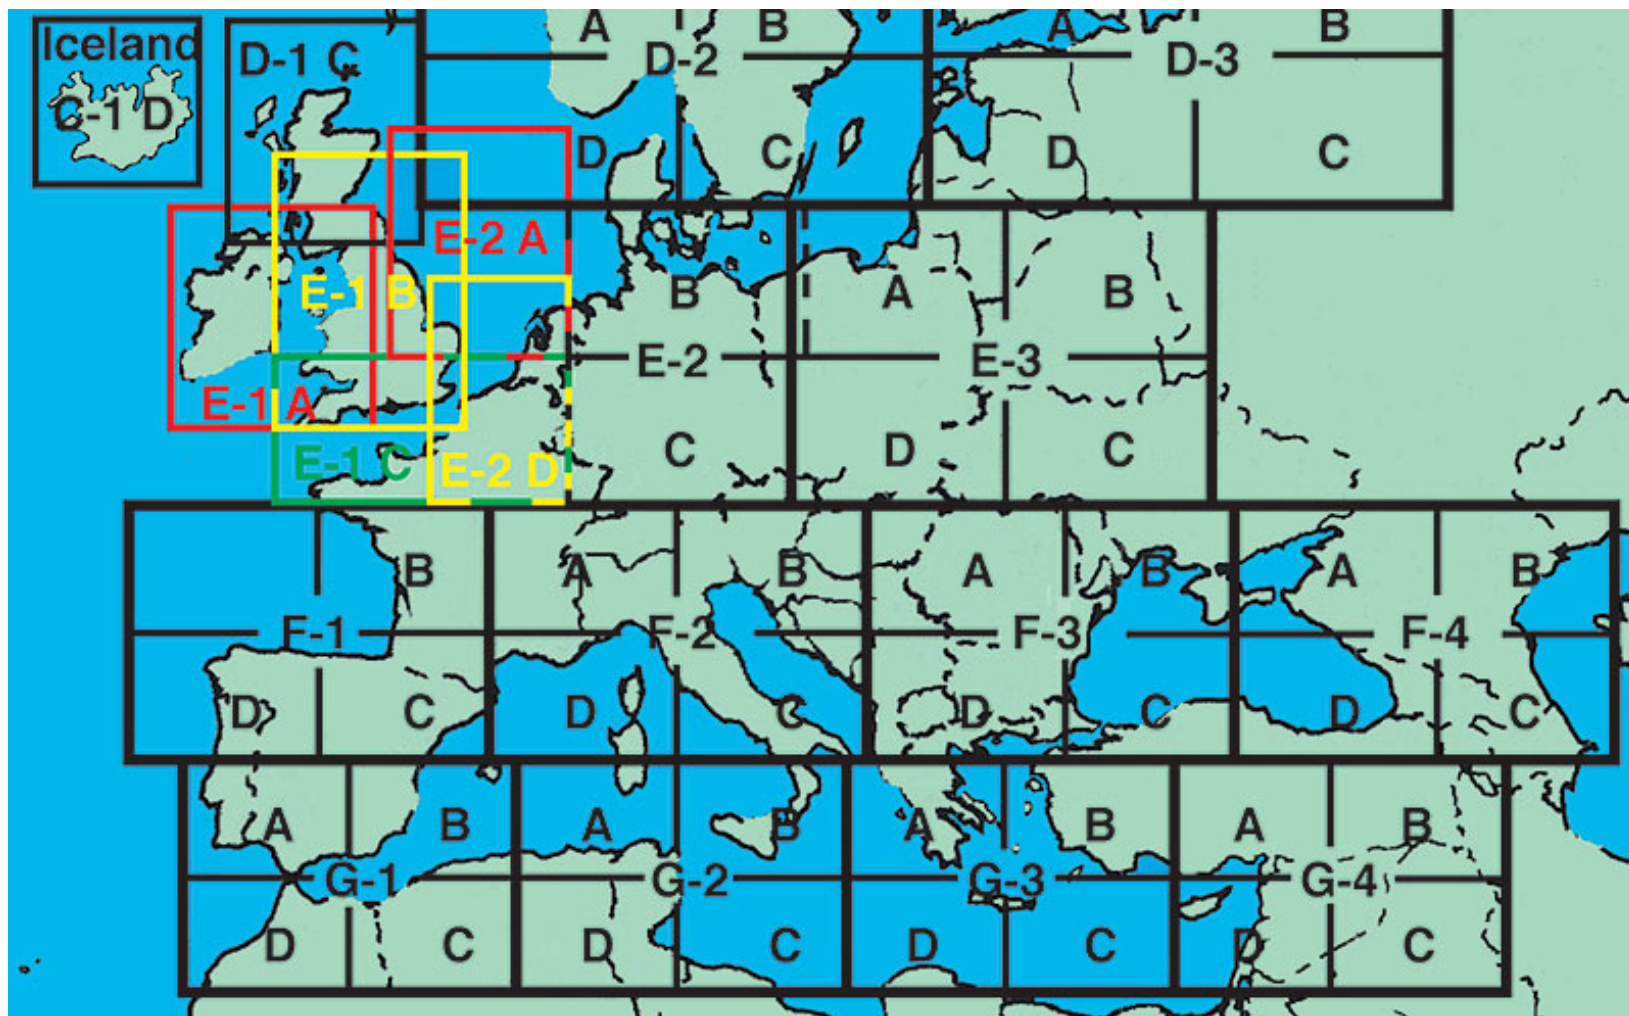 Iceland
C-1 D
D-1 C
A B
D-2
D C
A B
D-3
D C
E-2 A
E-1 B
E-1 A
E-1 C
E-2 D
B
E-2
C
A B
E-3
D C
B
F-1
D C
A B
F-2
D C
A B
F-3
D C
A B
F-4
D C
A B
G-1
D C
A B
G-2
D C
A B
G-3
D C
A B
G-4
D C